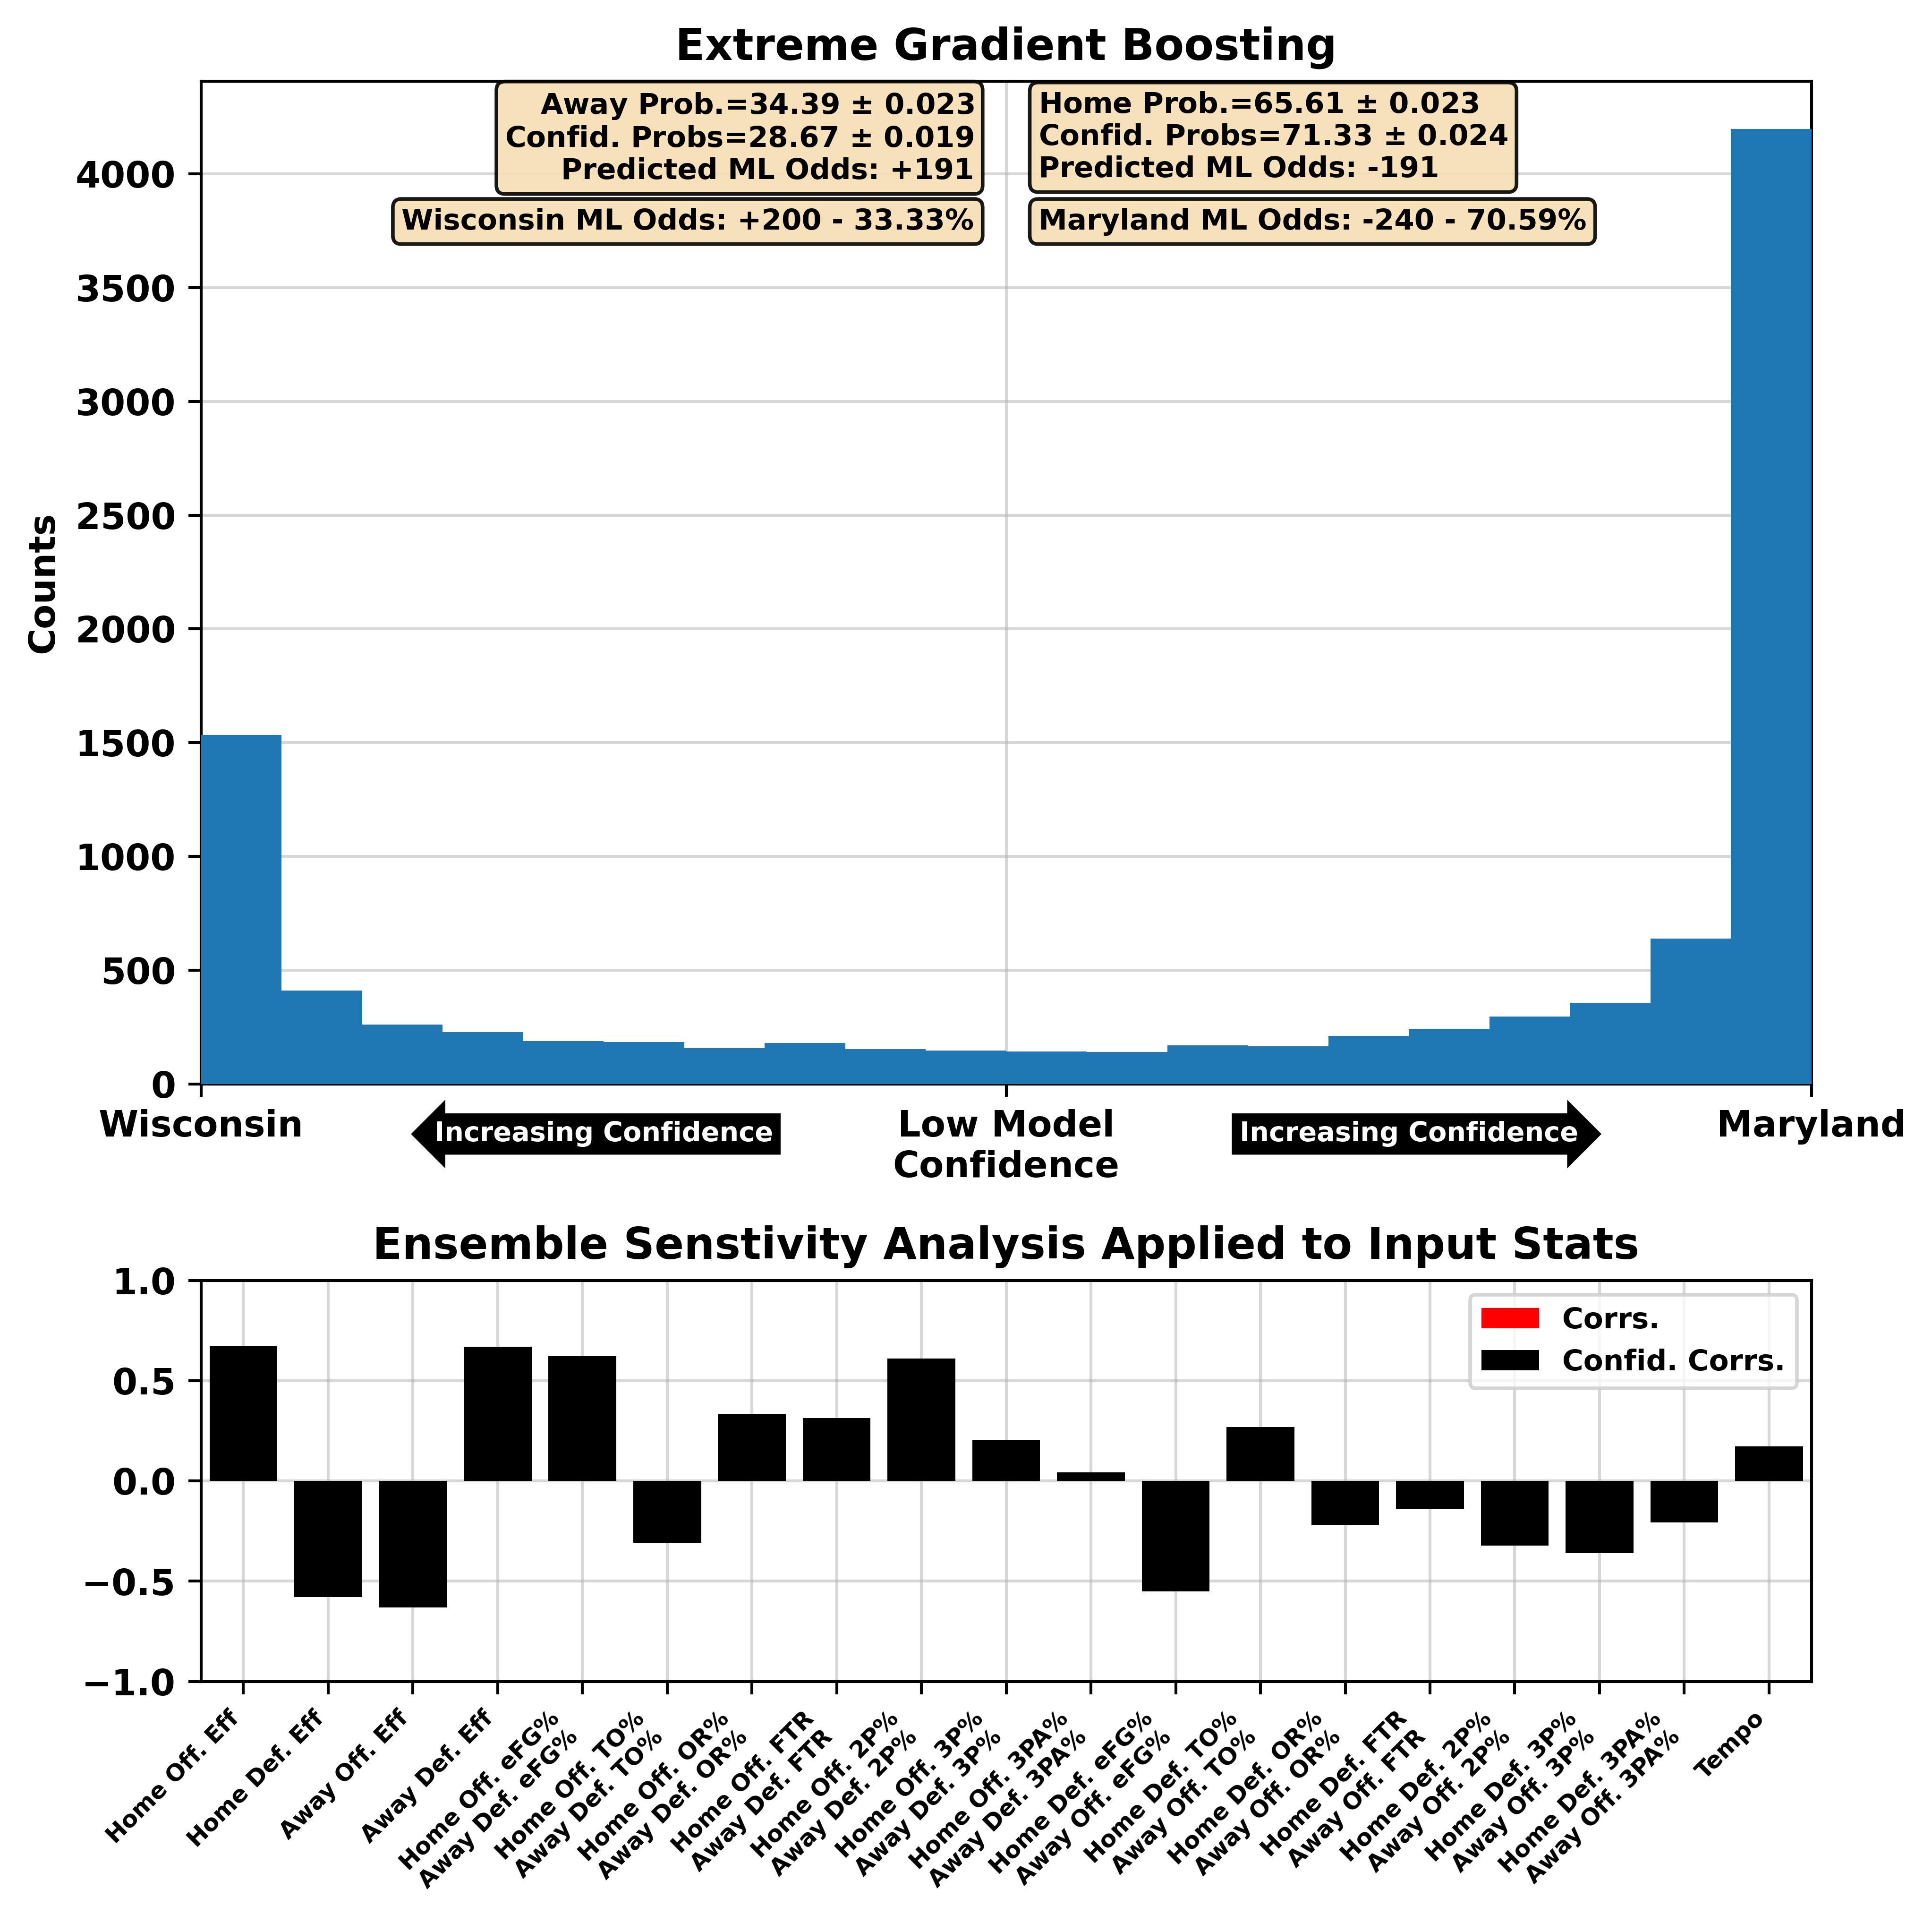 Extreme Gradient Boosting
Away Prob.=34.39 ± 0.023
Confid. Probs=28.67 ± 0.019
Predicted ML Odds: +191
Wisconsin ML Odds: +200 - 33.33%
Home Prob.=65.61 ± 0.023
Confid. Probs=71.33 ± 0.024
Predicted ML Odds: -191
Maryland ML Odds: -240 - 70.59%
Counts
4000
3500
3000
2500
2000
1500
1000
500
0
Wisconsin
Increasing Confidence
Low Model
Confidence
Increasing Confidence
Maryland
Ensemble Senstivity Analysis Applied to Input Stats
1.0
0.5
0.0
−0.5
−1.0
Corrs.
Confid. Corrs.
Home Off. Eff
Home Def. Eff
Away Off. Eff
Away Def. Eff
Home Off. eFG%
Away Def. eFG%
Home Off. TO%
Away Def. TO%
Home Off. OR%
Away Def. OR%
Home Off. FTR
Away Def. FTR
Home Off. 2P%
Away Def. 2P%
Home Off. 3P%
Away Def. 3P%
Home Off. 3PA%
Away Def. 3PA%
Home Def. eFG%
Away Off. eFG%
Home Def. TO%
Away Off. TO%
Home Def. OR%
Away Off. OR%
Home Def. FTR
Away Off. FTR
Home Def. 2P%
Away Off. 2P%
Home Def. 3P%
Away Off. 3P%
Home Def. 3PA%
Away Off. 3PA%
Tempo